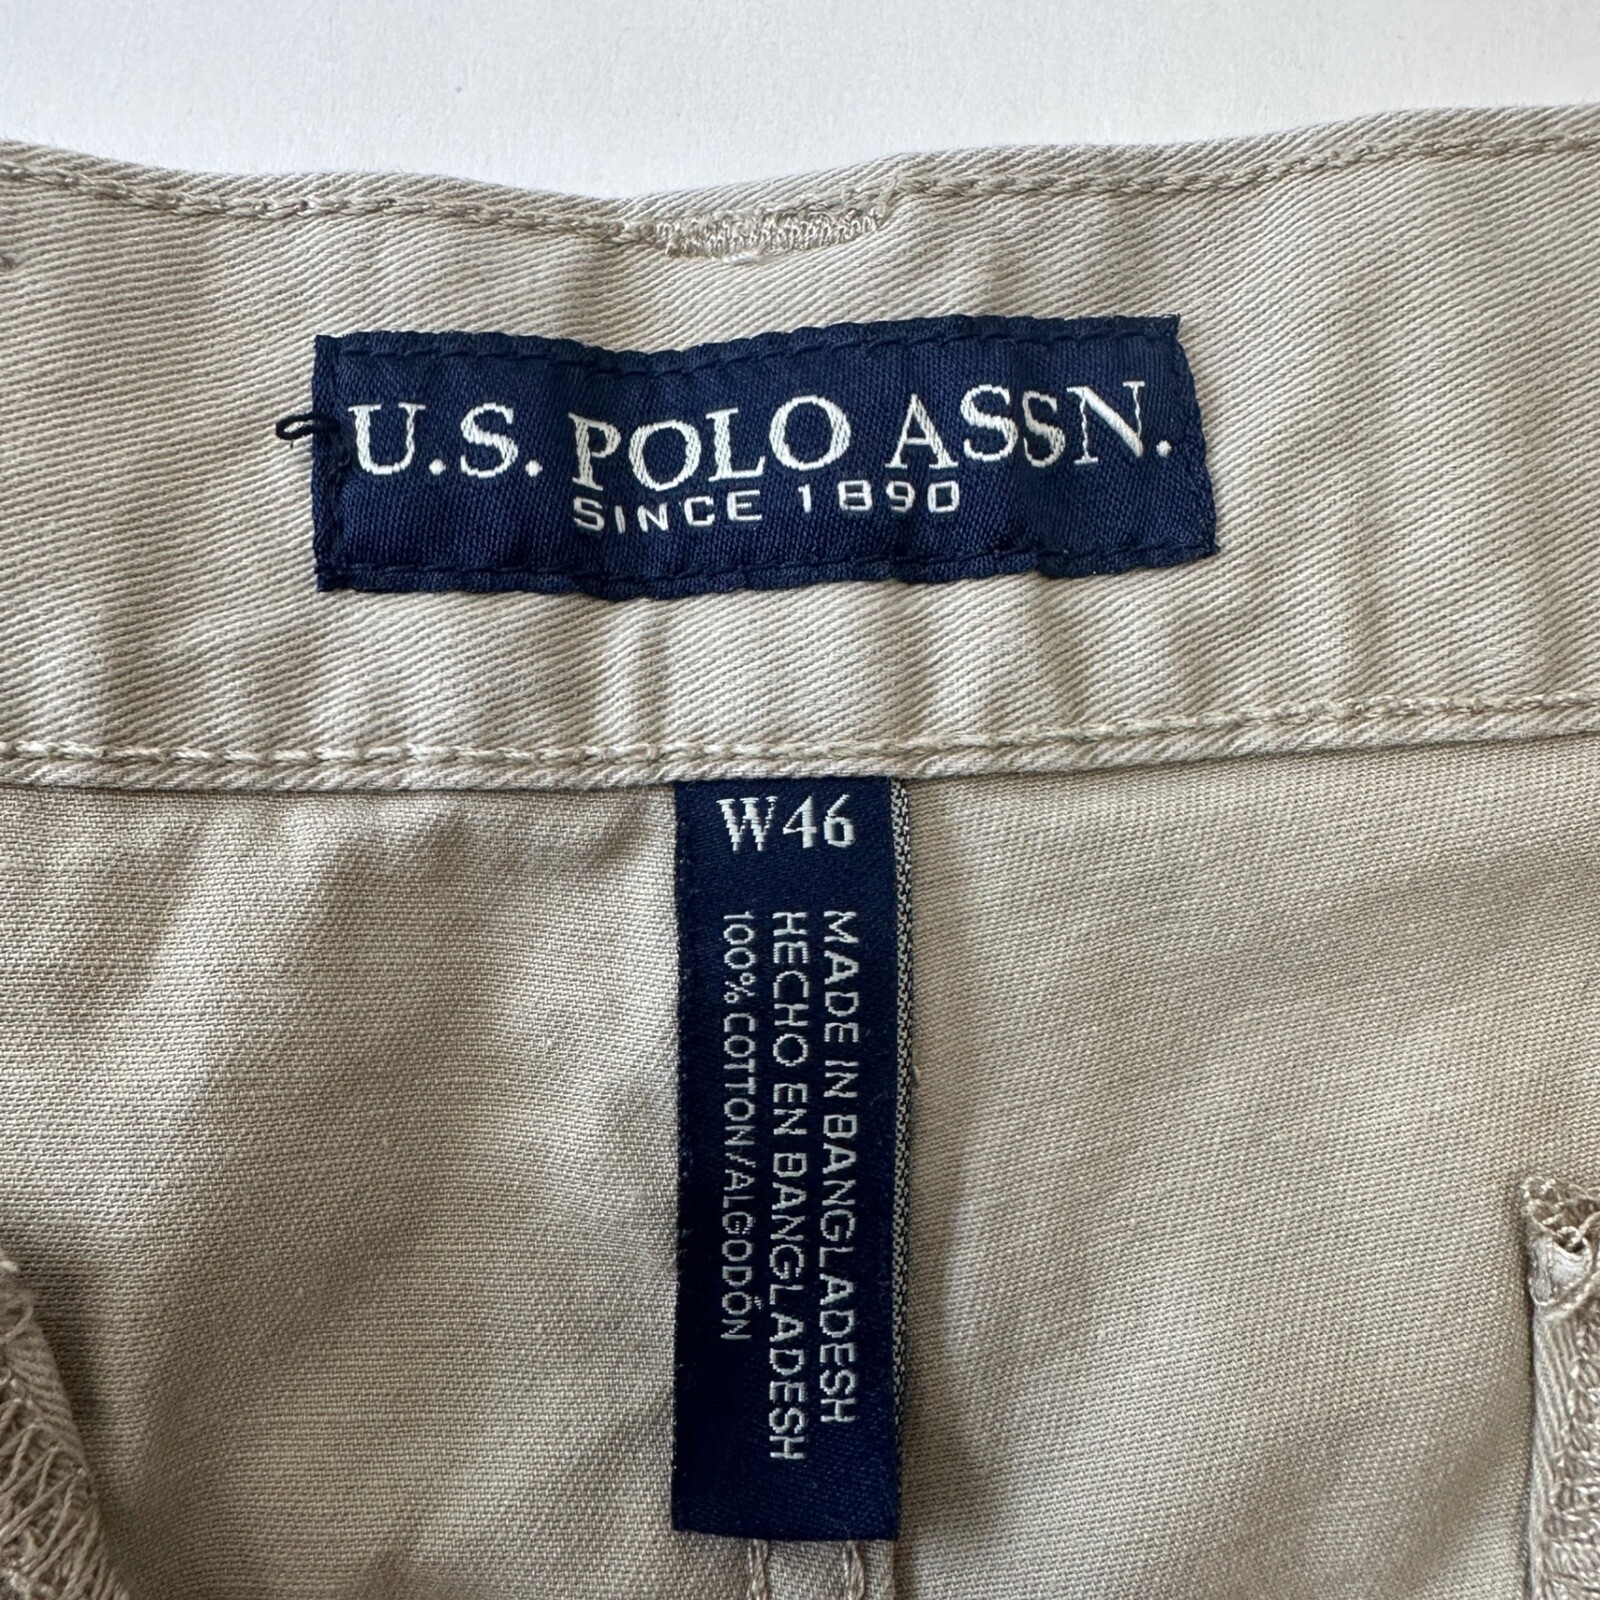 U.S. POLO ASSN.
SINCE 1890
W46
MADE IN BANGLADESH
HECHO EN BANGLADESH
100% COTTON/ALGODÓN